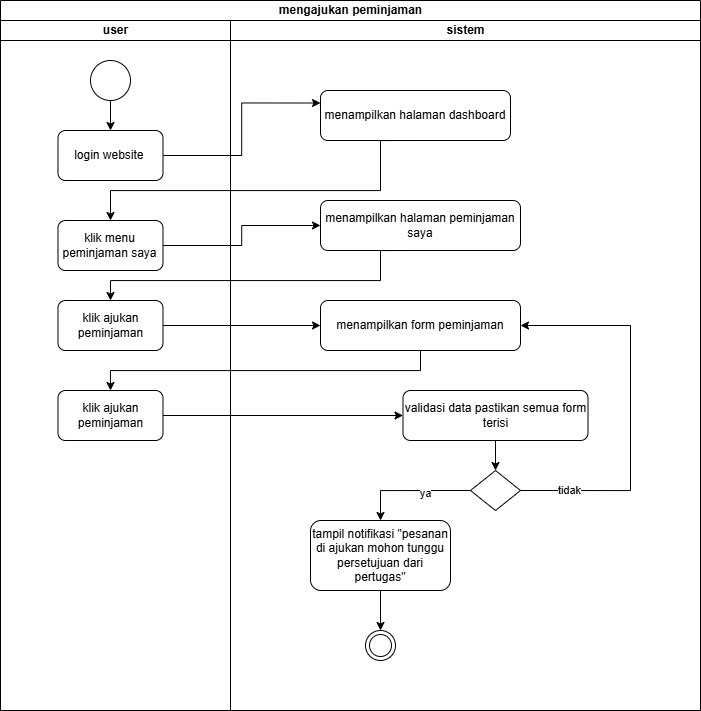 mengajukan peminjaman
user
sistem
menampilkan halaman dashboard
login website
menampilkan halaman peminjaman
saya
klik menu
peminjaman saya
klik ajukan
peminjaman
menampilkan form peminjaman
klik ajukan
peminjaman
validasi data pastikan semua form
terisi
ya
tidak
tampil notifikasi "pesanan
di ajukan mohon tunggu
persetujuan dari
pertugas"